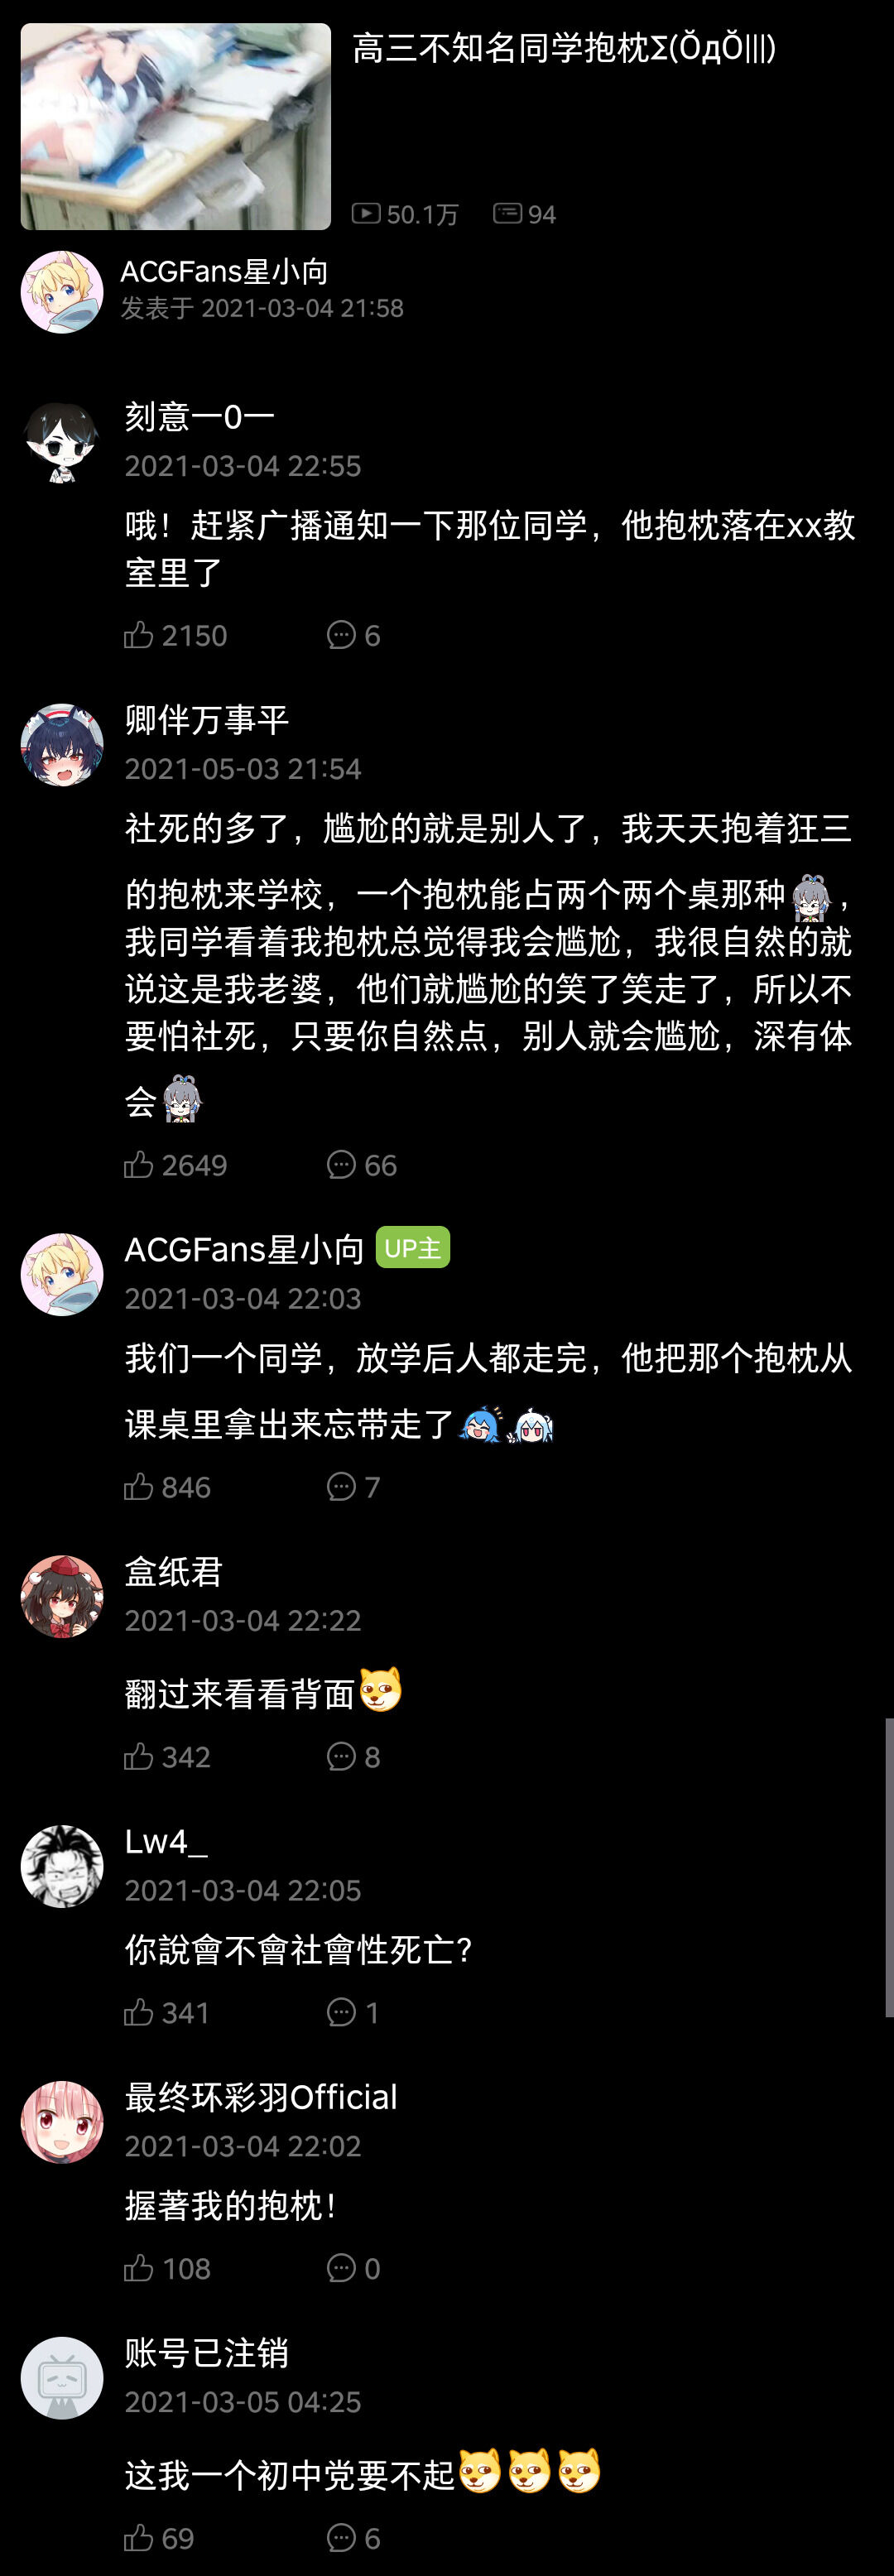 高三不知名同学抱枕Σ(ŎдŎ|||)
50.1万 94
ACGFans星小向
发表于 2021-03-04 21:58
刻意一0一
2021-03-04 22:55
哦！赶紧广播通知一下那位同学，他抱枕落在xx教
室里了
2150 6
卿伴万事平
2021-05-03 21:54
社死的多了，尴尬的就是别人了，我天天抱着狂三
的抱枕来学校，一个抱枕能占两个两个桌那种，
我同学看着我抱枕总觉得我会尴尬，我很自然的就
说这是我老婆，他们就尴尬的笑了笑走了，所以不
要怕社死，只要你自然点，别人就会尴尬，深有体
会
2649 66
ACGFans星小向 UP主
2021-03-04 22:03
我们一个同学，放学后人都走完，他把那个抱枕从
课桌里拿出来忘带走了
846 7
盒纸君
2021-03-04 22:22
翻过来看看背面
342 8
Lw4_
2021-03-04 22:05
你說會不會社會性死亡？
341 1
最终环彩羽Official
2021-03-04 22:02
握著我的抱枕！
108 0
账号已注销
2021-03-05 04:25
这我一个初中党要不起
69 6